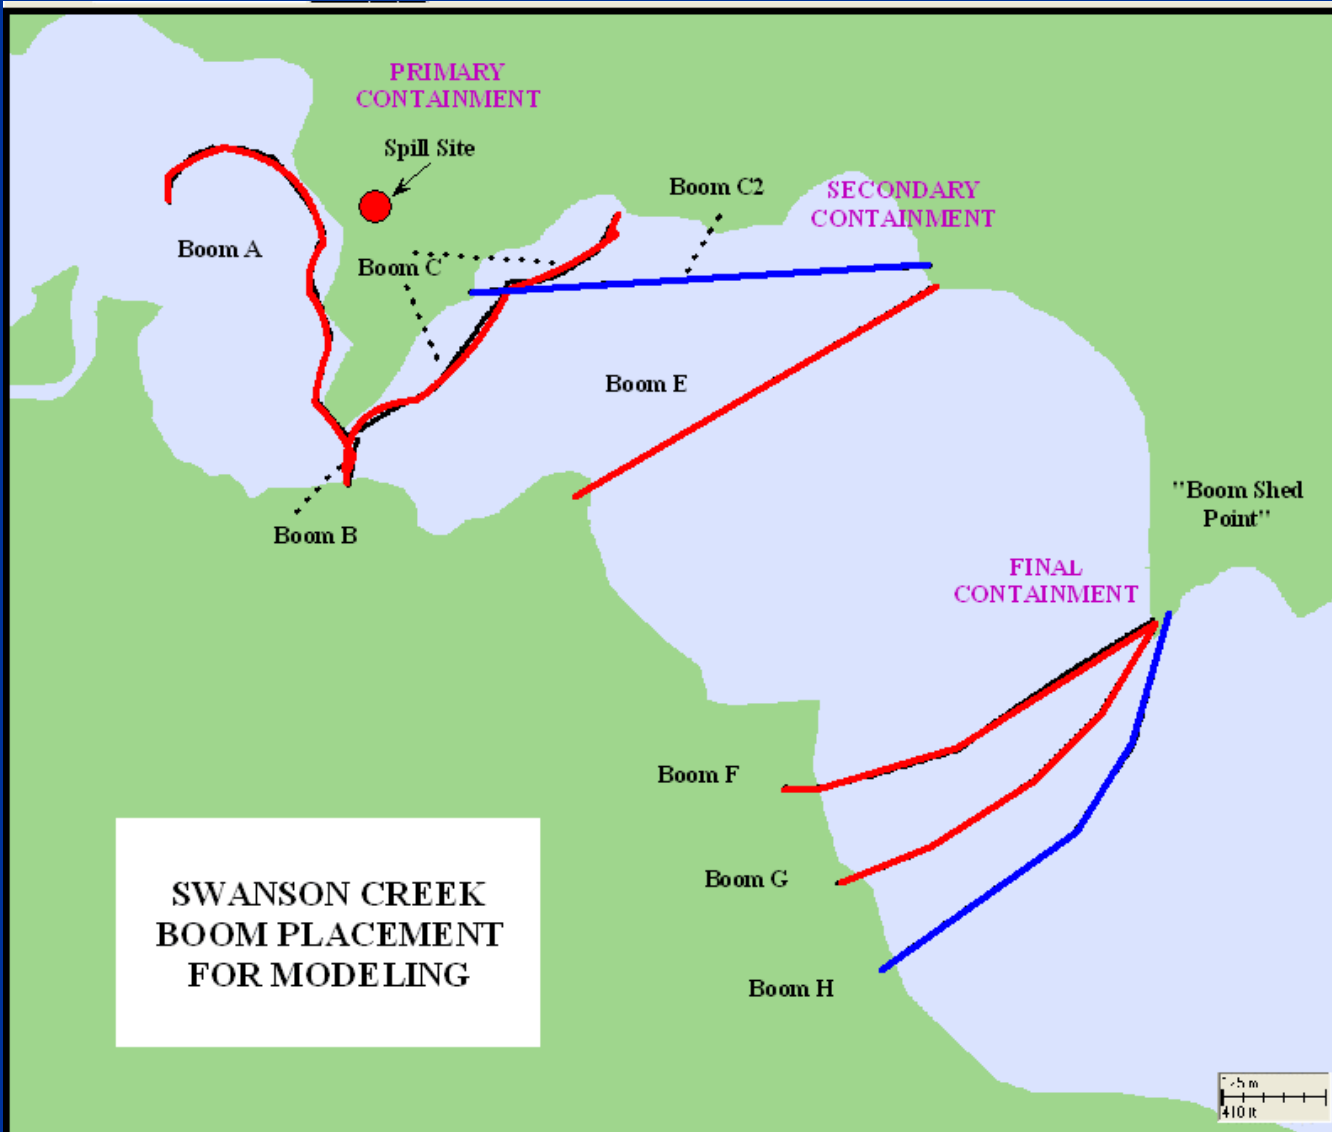 PRIMARY
CONTAINMENT
Spill Site
Boom C2
SECONDARY
CONTAINMENT
Boom A
Boom C
Boom E
"Boom Shed
Point"
Boom B
FINAL
CONTAINMENT
Boom F
Boom G
SWANSON CREEK
BOOM PLACEMENT
FOR MODELING
Boom H
410 ft